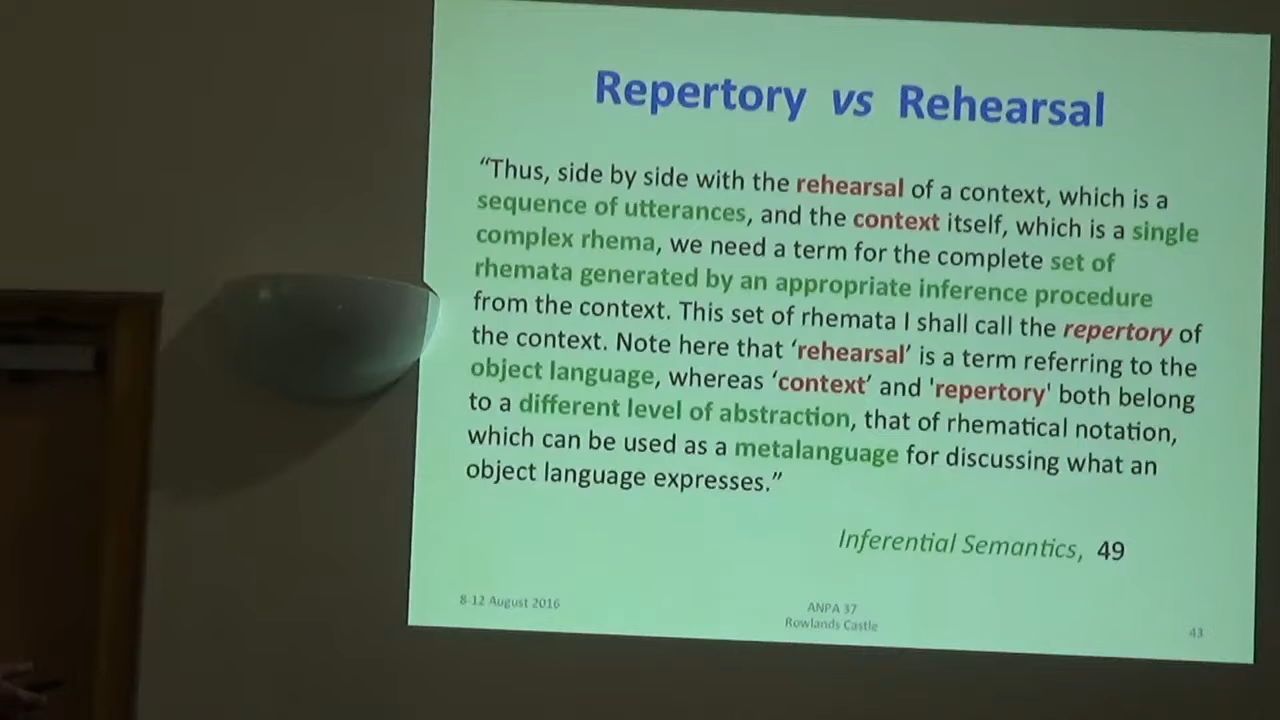 Repertory vs Rehearsal
“Thus, side by side with the rehearsal of a context, which is a
sequence of utterances, and the context itself, which is a single
complex rhema, we need a term for the complete set of
rhemata generated by an appropriate inference procedure
from the context. This set of rhemata I shall call the repertory of
the context. Note here that ‘rehearsal’ is a term referring to the
object language, whereas ‘context’ and 'repertory' both belong
to a different level of abstraction, that of rhematical notation,
which can be used as a metalanguage for discussing what an
object language expresses.”
Inferential Semantics, 49
8-12 August 2016
ANPA 37
Rowlands Castle
43